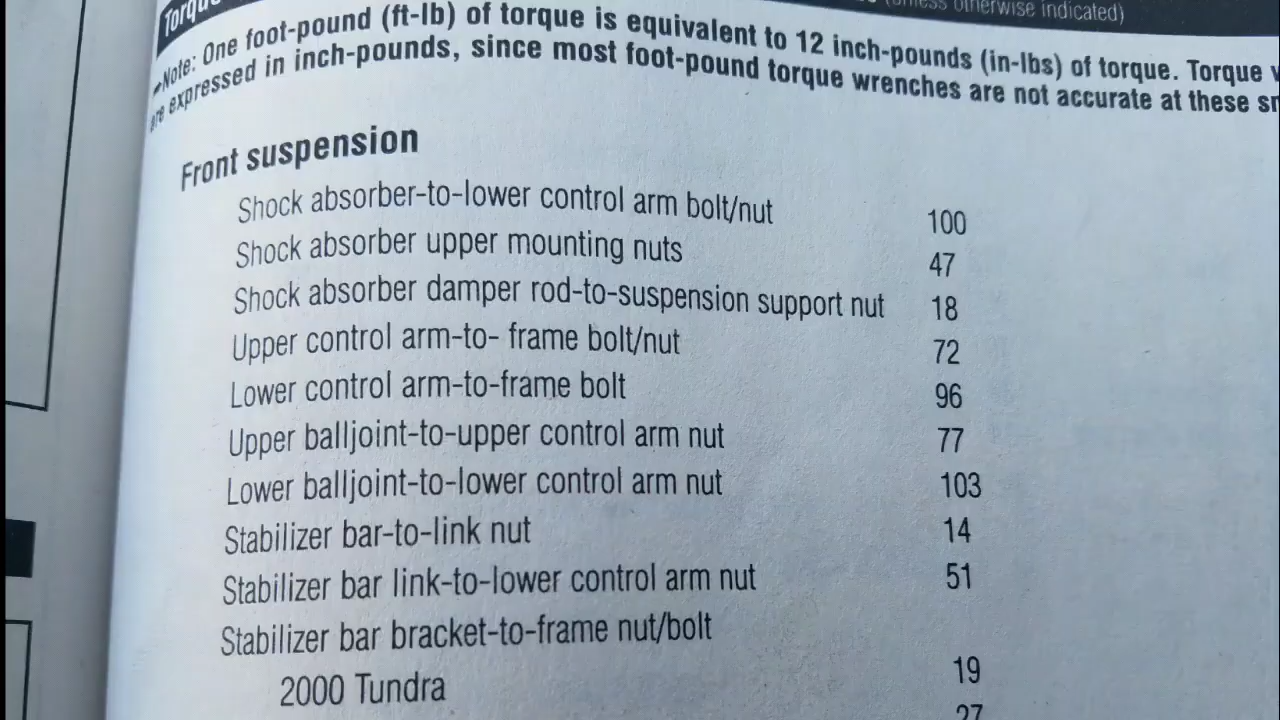 (unless otherwise indicated)
Note: One foot-pound (ft-lb) of torque is equivalent to 12 inch-pounds (in-lbs) of torque. Torque
are expressed in inch-pounds, since most foot-pound torque wrenches are not accurate at these
Front suspension
Shock absorber-to-lower control arm bolt/nut 100
Shock absorber upper mounting nuts 47
Shock absorber damper rod-to-suspension support nut 18
Upper control arm-to- frame bolt/nut 72
Lower control arm-to-frame bolt 96
Upper balljoint-to-upper control arm nut 77
Lower balljoint-to-lower control arm nut 103
Stabilizer bar-to-link nut 14
Stabilizer bar link-to-lower control arm nut 51
Stabilizer bar bracket-to-frame nut/bolt
2000 Tundra 19
27